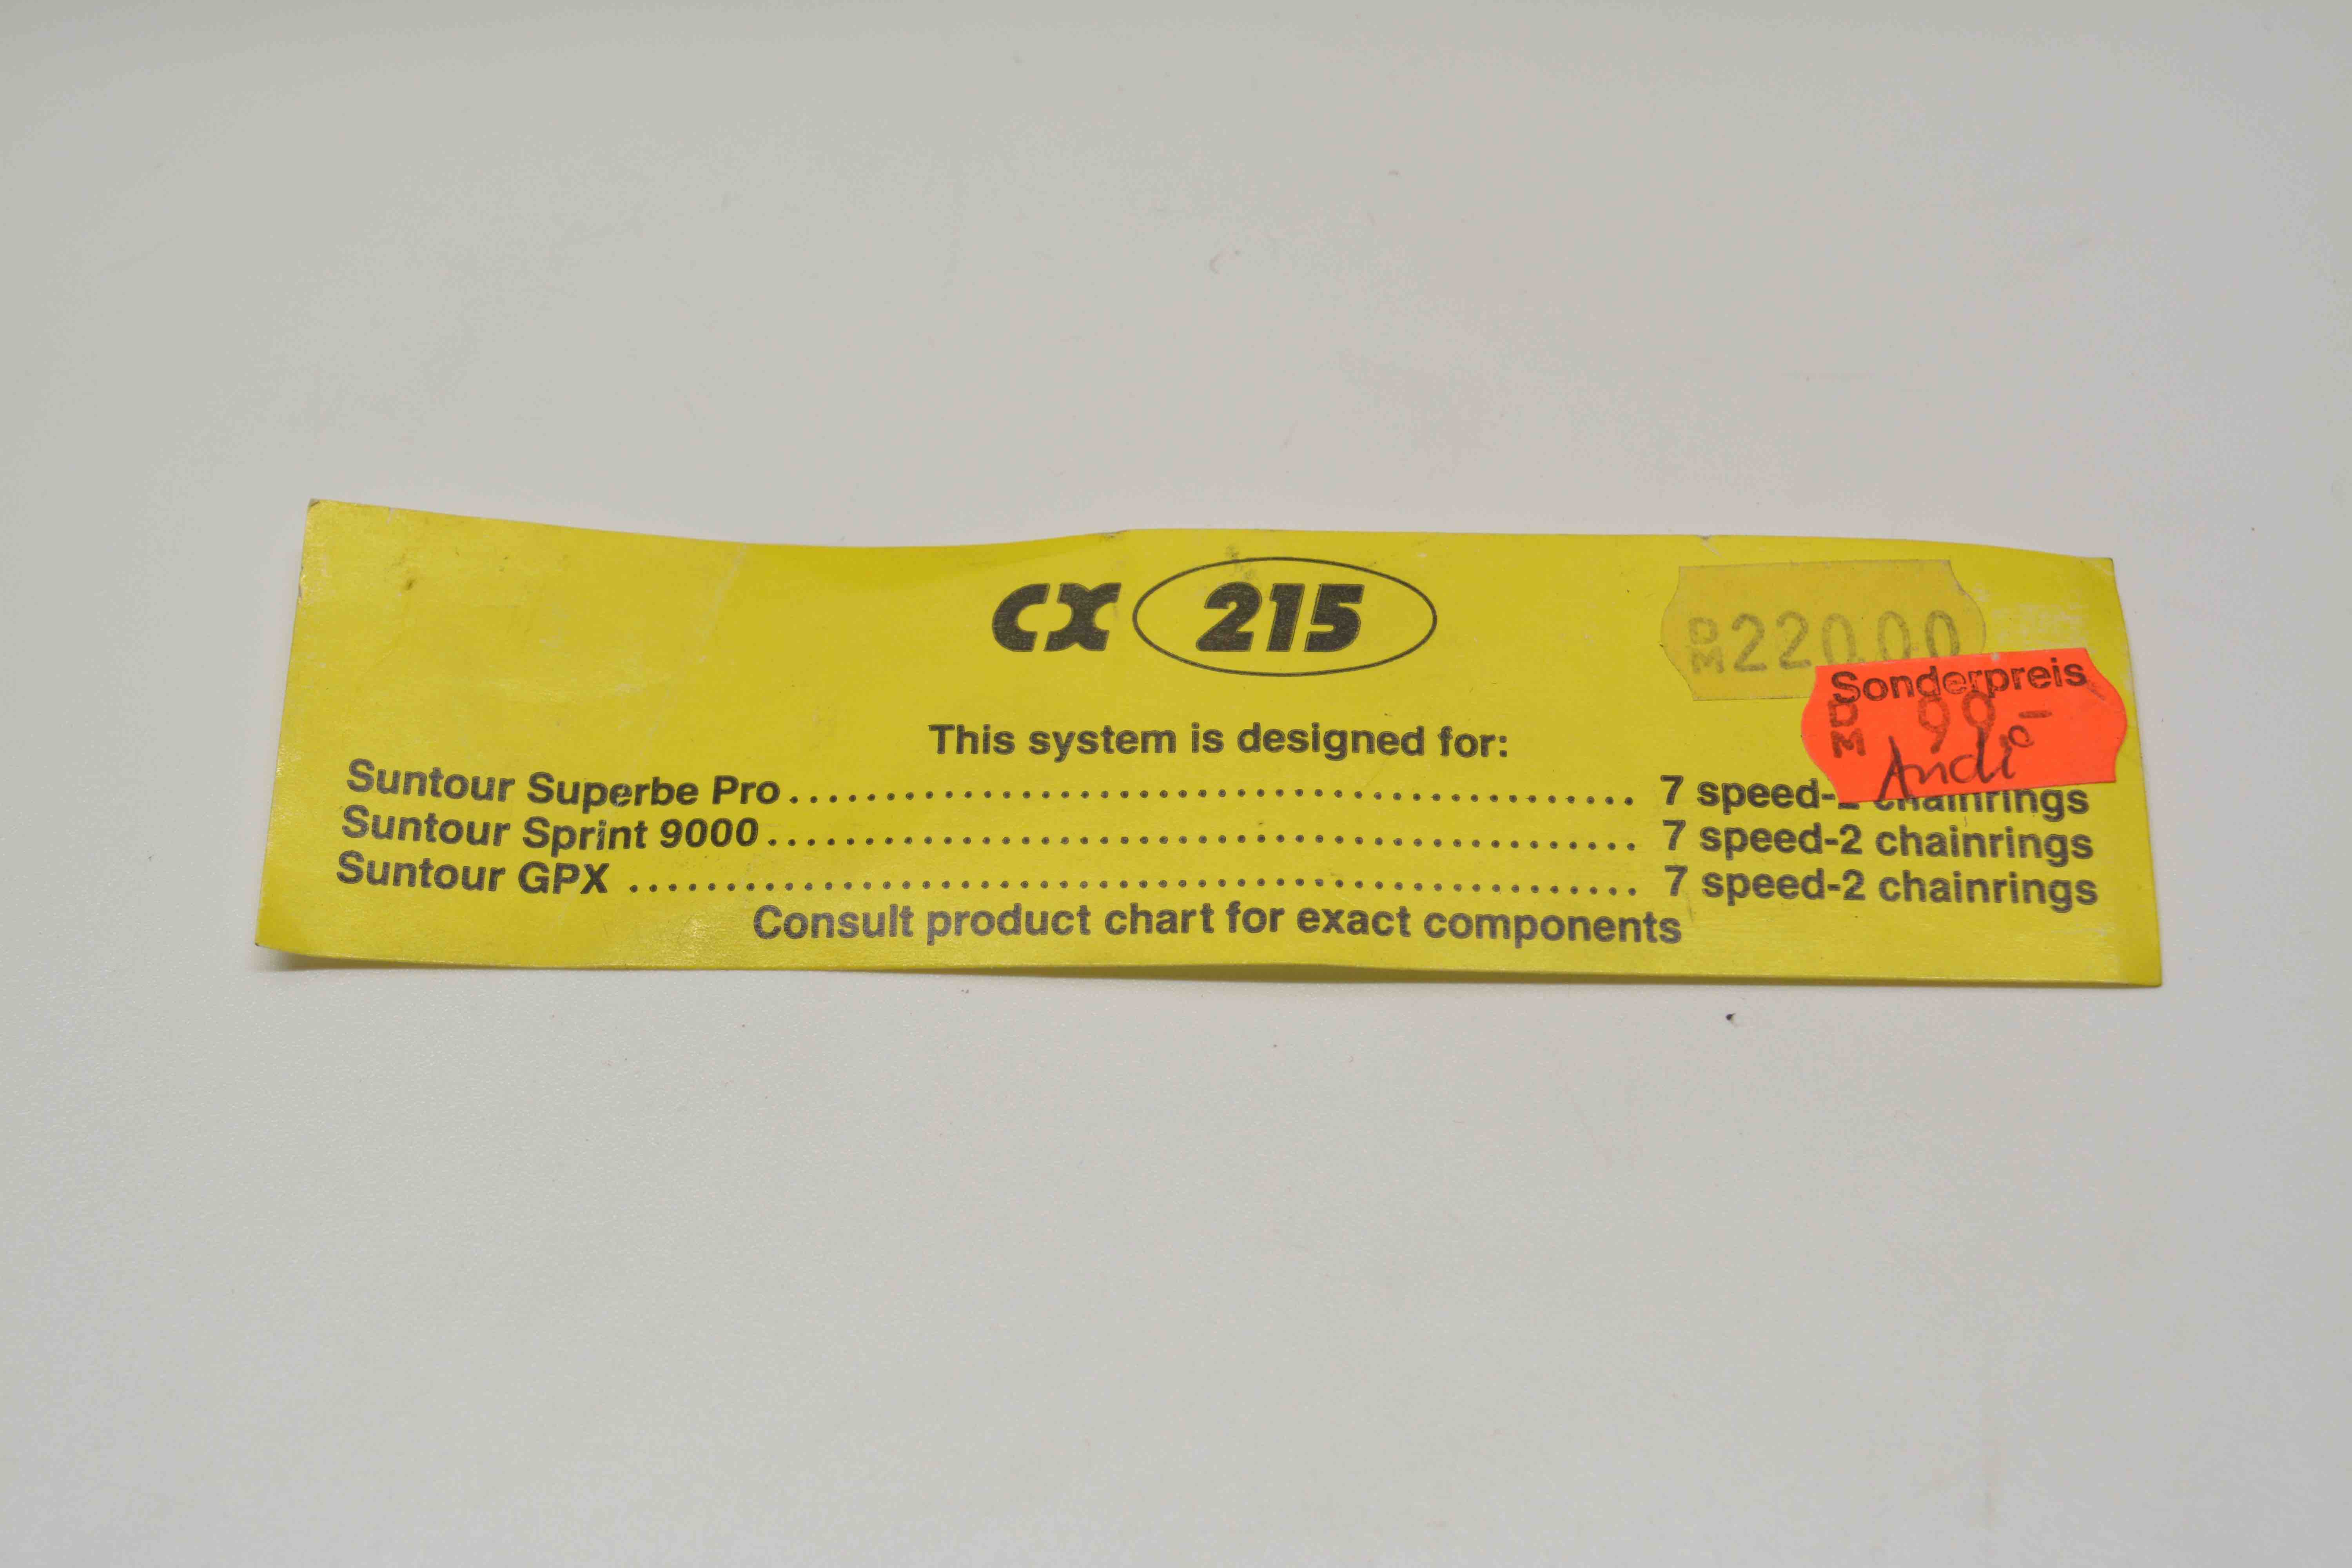 CX 215
DM 220.00
Sonderpreis
DM 99.-
Andi
This system is designed for:
Suntour Superbe Pro................................................ 7 speed-2 chainrings
Suntour Sprint 9000................................................ 7 speed-2 chainrings
Suntour GPX ........................................................ 7 speed-2 chainrings
Consult product chart for exact components